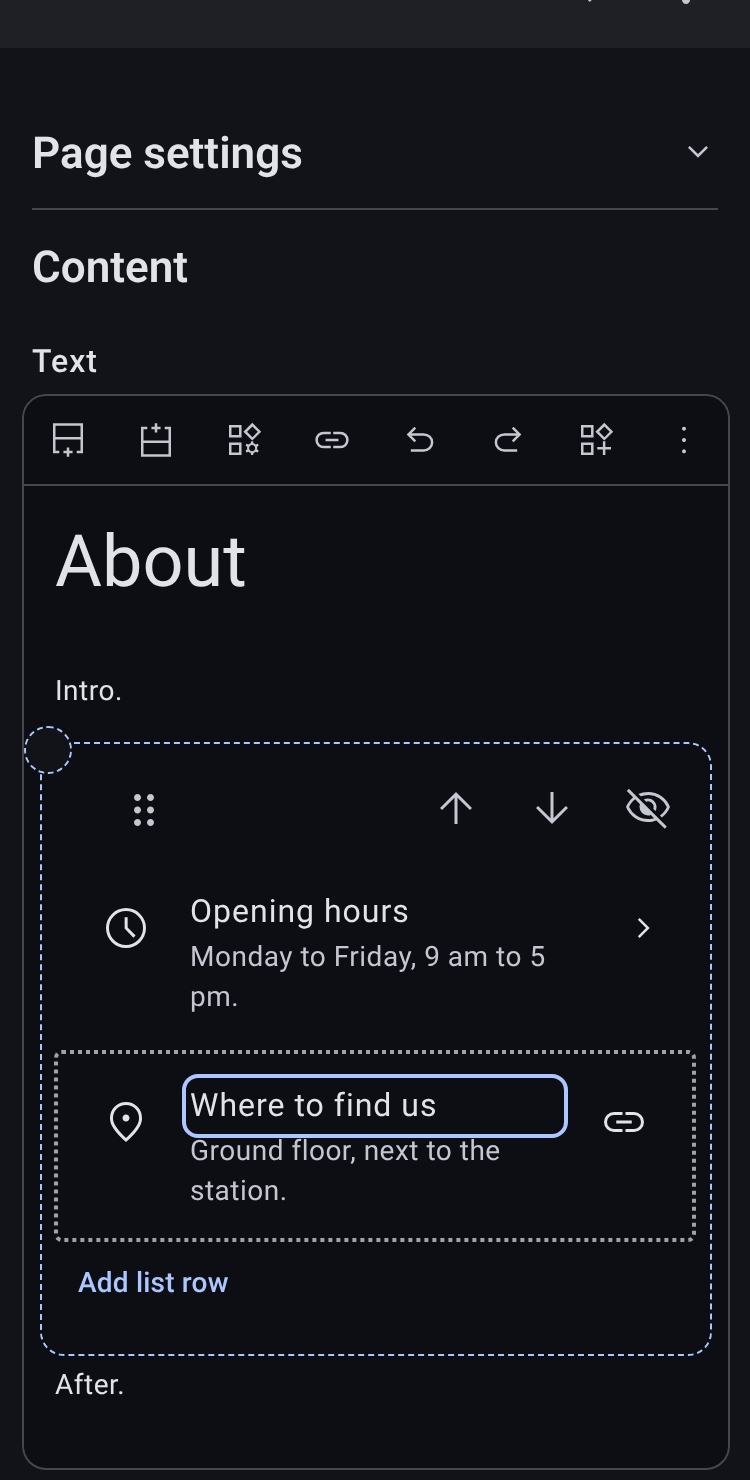 Page settings
Content
Text
About
Intro.
Opening hours
Monday to Friday, 9 am to 5
pm.
Where to find us
Ground floor, next to the
station.
Add list row
After.